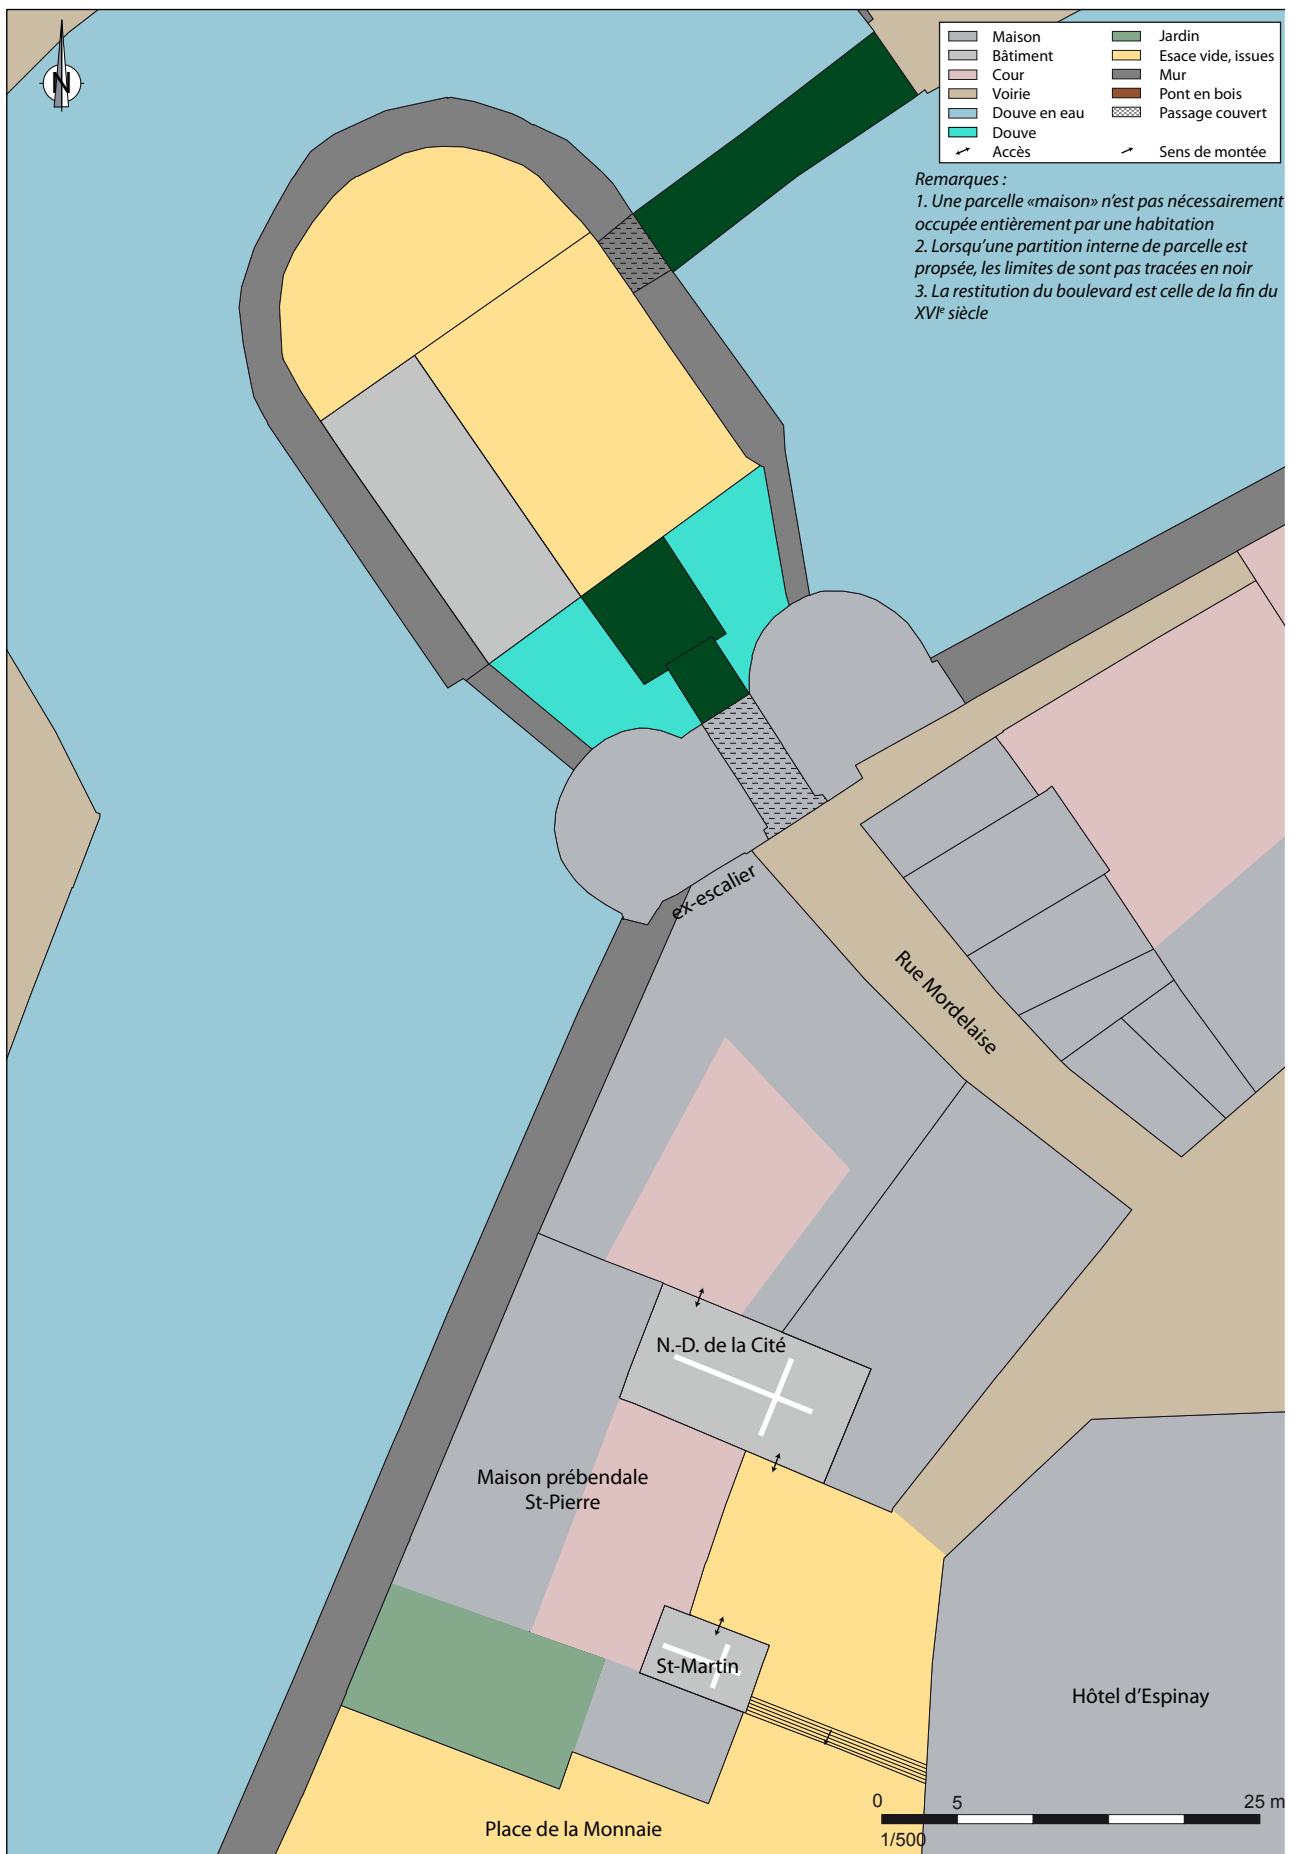 N
Maison
Bâtiment
Cour
Voirie
Douve en eau
Douve
Accès
Jardin
Esace vide, issues
Mur
Pont en bois
Passage couvert
Sens de montée
Remarques :
1. Une parcelle «maison» n'est pas nécessairement
occupée entièrement par une habitation
2. Lorsqu'une partition interne de parcelle est
propsée, les limites de sont pas tracées en noir
3. La restitution du boulevard est celle de la fin du
XVIe siècle
ex-escalier
Rue Mordelaise
N.-D. de la Cité
Maison prébendale
St-Pierre
St-Martin
Hôtel d'Espinay
Place de la Monnaie
0 5 25 m
1/500